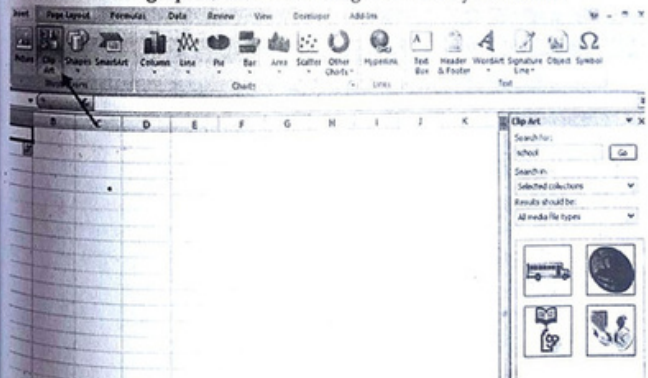 Page Layout Formulas Data Review View Developer Add-Ins
Clip Art Shapes SmartArt Column Line Pie Bar Area Scatter Other Charts Hyperlink Text Box Header & Footer WordArt Signature Line Object Symbol
Charts Links Text
B C D E F G H I J K
Clip Art
Search for:
school Go
Search in:
Selected collections
Results should be:
All media file types